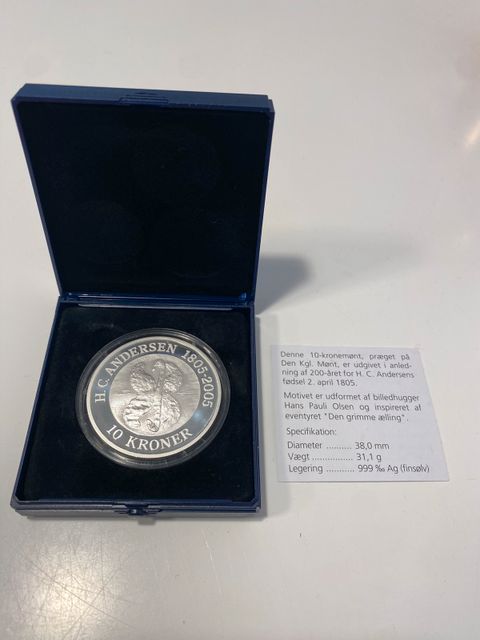 H.C. ANDERSEN 1805-2005
10 KRONER
Denne 10-kronemønt, præget på
Den Kgl. Mønt, er udgivet i anled-
ning af 200-året for H. C. Andersens
fødsel 2. april 1805.
Motivet er udformet af billedhugger
Hans Pauli Olsen og inspireret af
eventyret "Den grimme ælling".
Specifikation:
Diameter .......... 38,0 mm
Vægt ................ 31,1 g
Legering ........... 999 ‰ Ag (finsølv)